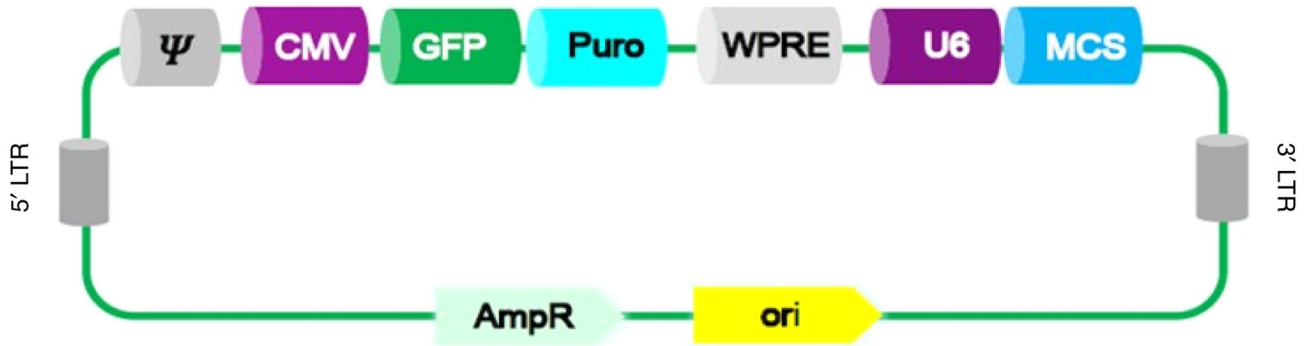 Ψ CMV GFP Puro WPRE U6 MCS
5′ LTR
3′ LTR
AmpR ori